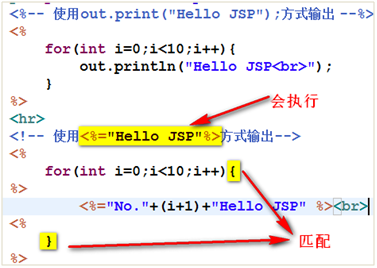 <%-- 使用out.print("Hello JSP");方式输出 --%>
<%
for(int i=0;i<10;i++){
out.println("Hello JSP<br>");
}
%>
会执行
<hr>
<!-- 使用<%="Hello JSP"%>方式输出-->
<%
for(int i=0;i<10;i++){
%>
<%="No."+(i+1)+"Hello JSP" %><br>
<%
}
匹配
%>